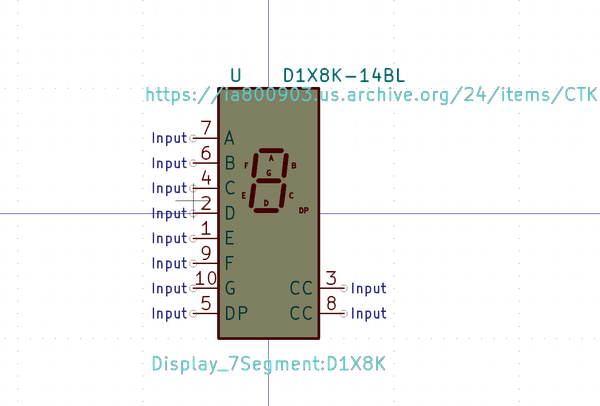 U D1X8K-14BL
https://ia800903.us.archive.org/24/items/CTK
Input 7 A
Input 6 B
Input 4 C
Input 2 D
Input 1 E
Input 9 F
Input 10 G CC 3 Input
Input 5 DP CC 8 Input
A
F B
G
E C
D
DP
Display_7Segment:D1X8K